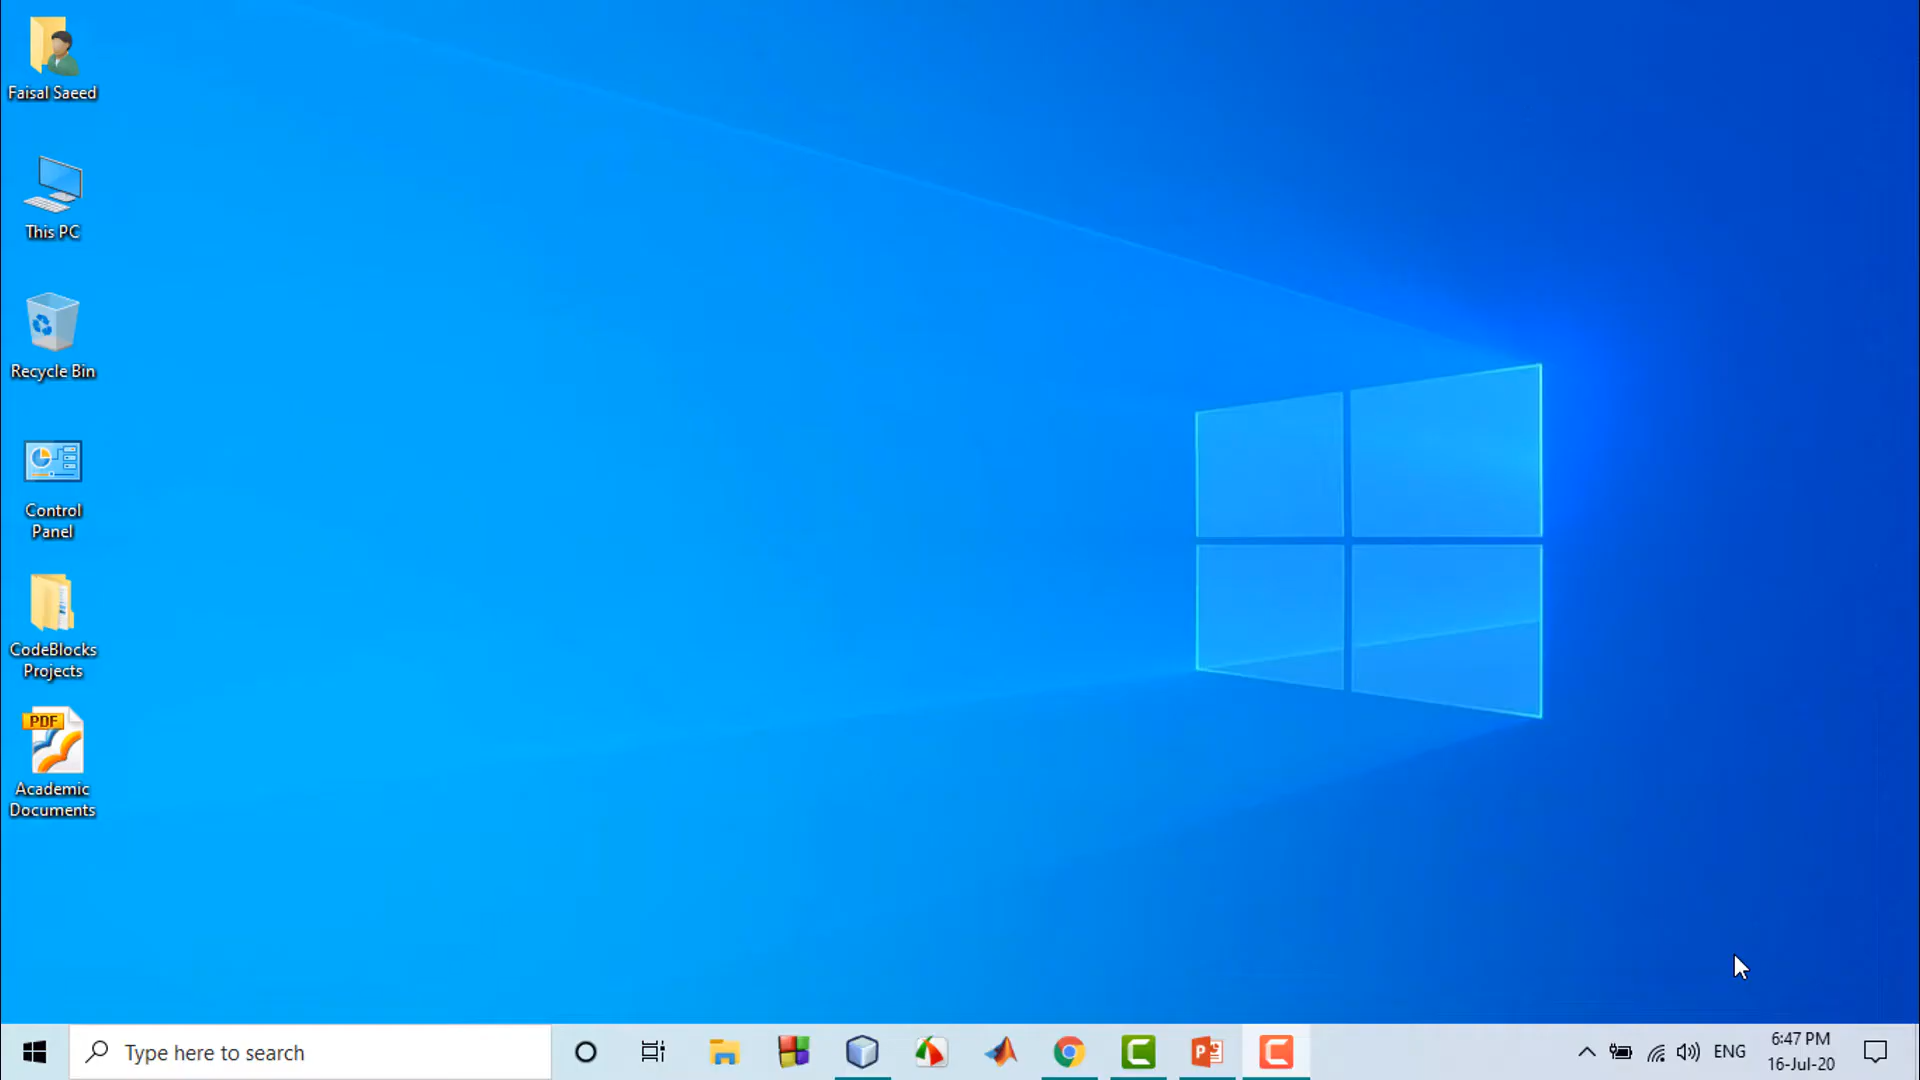 Faisal Saeed
This PC
Recycle Bin
Control
Panel
CodeBlocks
Projects
PDF
Academic
Documents
Type here to search
ENG
6:47 PM
16-Jul-20